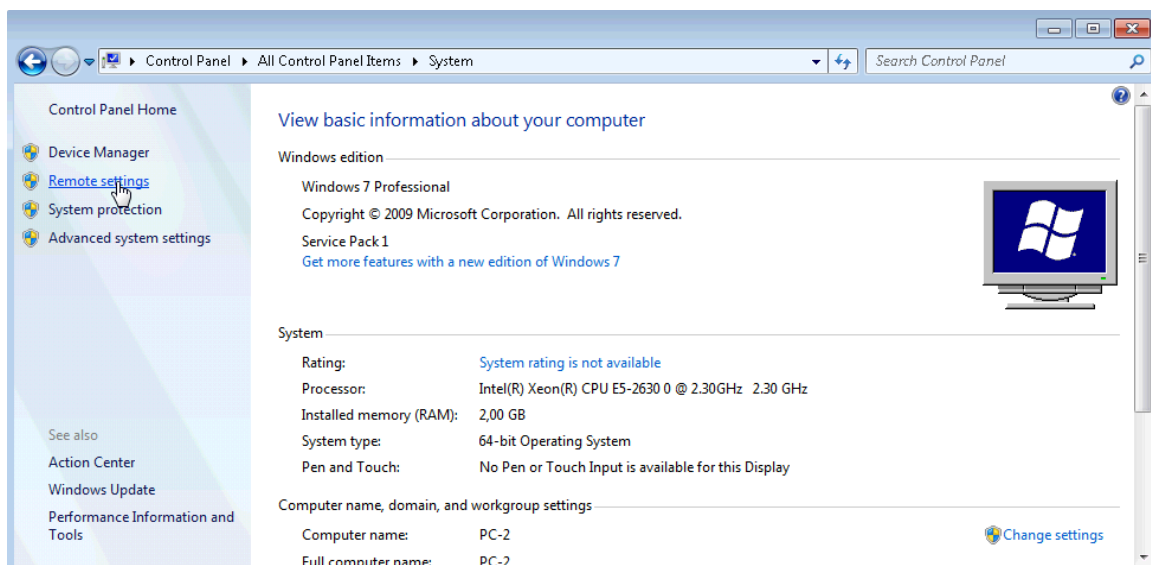 Control Panel ▸ All Control Panel Items ▸ System
Search Control Panel
Control Panel Home
Device Manager
Remote settings
System protection
Advanced system settings
See also
Action Center
Windows Update
Performance Information and
Tools
View basic information about your computer
Windows edition
Windows 7 Professional
Copyright © 2009 Microsoft Corporation. All rights reserved.
Service Pack 1
Get more features with a new edition of Windows 7
System
Rating: System rating is not available
Processor: Intel(R) Xeon(R) CPU E5-2630 0 @ 2.30GHz 2.30 GHz
Installed memory (RAM): 2,00 GB
System type: 64-bit Operating System
Pen and Touch: No Pen or Touch Input is available for this Display
Computer name, domain, and workgroup settings
Computer name: PC-2
Change settings
Full computer name: PC-2